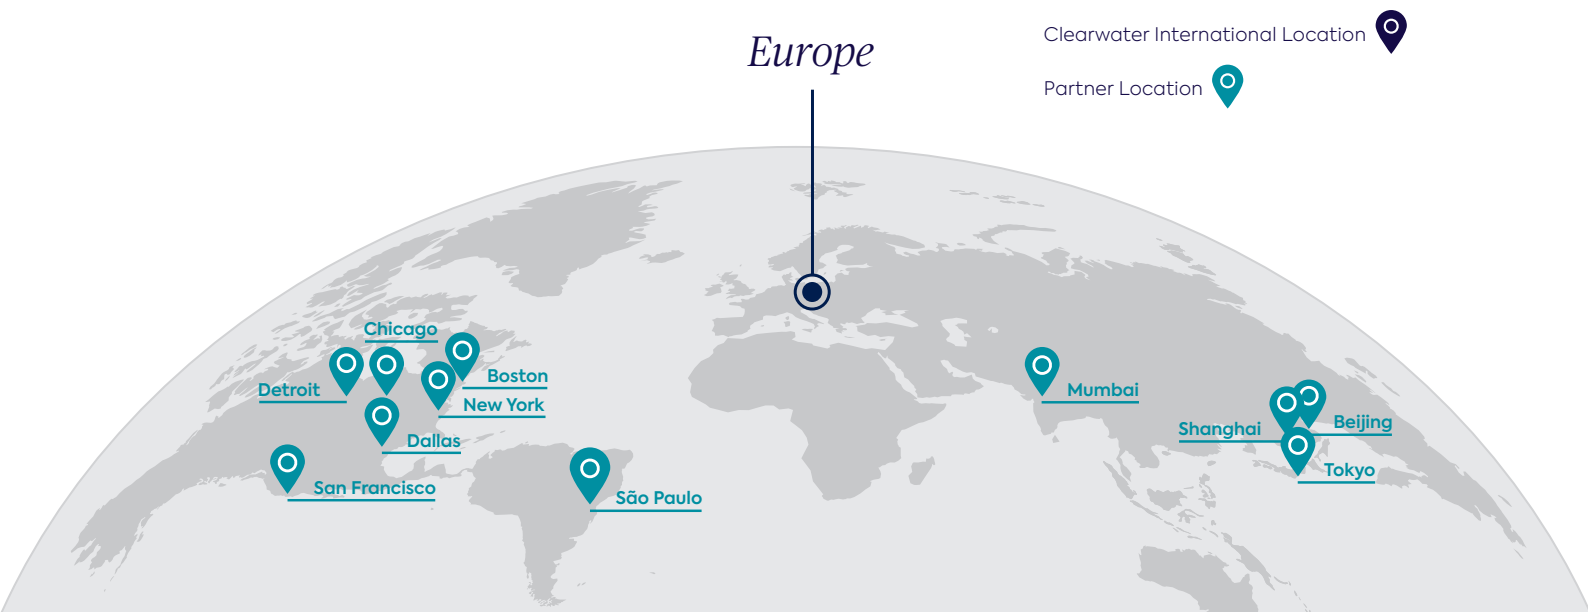 Europe
Clearwater International Location
Partner Location
Chicago
Detroit
Boston
New York
Dallas
San Francisco
São Paulo
Mumbai
Shanghai
Beijing
Tokyo